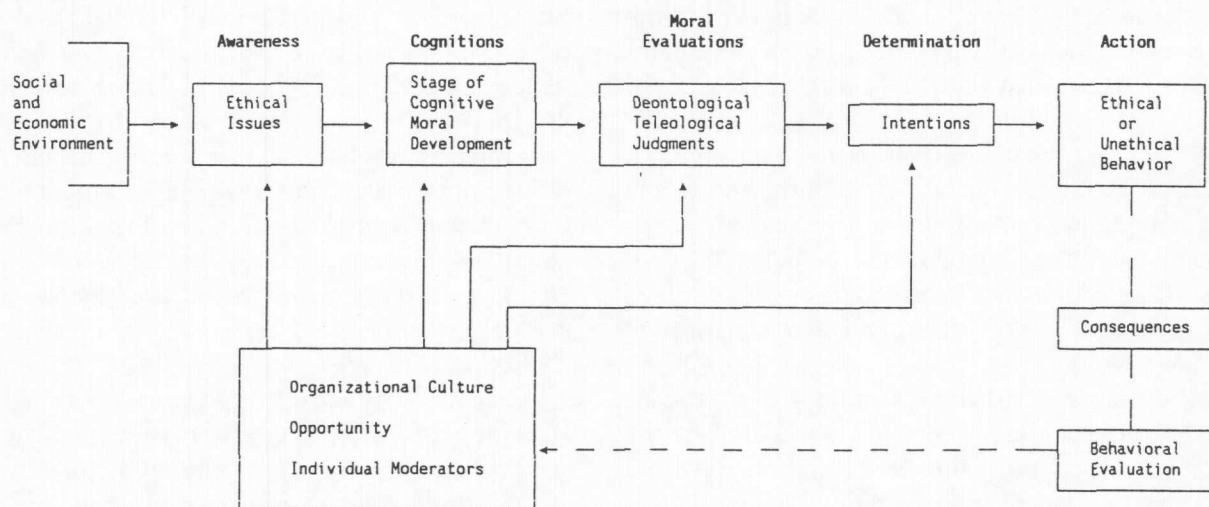 Awareness
Cognitions
Moral
Evaluations
Determination
Action
Social
and
Economic
Environment
Ethical
Issues
Stage of
Cognitive
Moral
Development
Deontological
Teleological
Judgments
Intentions
Ethical
or
Unethical
Behavior
Consequences
Organizational Culture
Opportunity
Individual Moderators
Behavioral
Evaluation